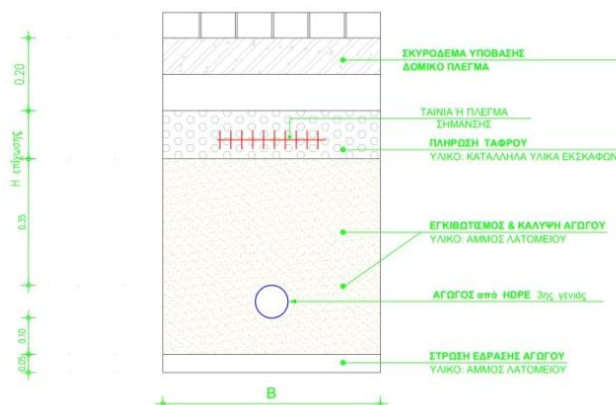 ΣΚΥΡΟΔΕΜΑ ΥΠΟΒΑΣΗΣ
ΔΟΜΙΚΟ ΠΛΕΓΜΑ
0.20
ΤΑΙΝΙΑ Ή ΠΛΕΓΜΑ
ΣΗΜΑΝΣΗΣ
ΠΛΗΡΩΣΗ ΤΑΦΡΟΥ
ΥΛΙΚΟ: ΚΑΤΑΛΛΗΛΑ ΥΛΙΚΑ ΕΚΣΚΑΦΩΝ
Η επίχωσης
0.35
ΕΓΚΙΒΩΤΙΣΜΟΣ & ΚΑΛΥΨΗ ΑΓΩΓΟΥ
ΥΛΙΚΟ: ΑΜΜΟΣ ΛΑΤΟΜΕΙΟΥ
ΑΓΩΓΟΣ από HDPE 3ης γενιάς
0.10
ΣΤΡΩΣΗ ΕΔΡΑΣΗΣ ΑΓΩΓΟΥ
ΥΛΙΚΟ: ΑΜΜΟΣ ΛΑΤΟΜΕΙΟΥ
0.05
B